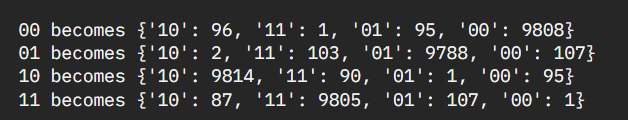 00 becomes {'10': 96, '11': 1, '01': 95, '00': 9808}
01 becomes {'10': 2, '11': 103, '01': 9788, '00': 107}
10 becomes {'10': 9814, '11': 90, '01': 1, '00': 95}
11 becomes {'10': 87, '11': 9805, '01': 107, '00': 1}